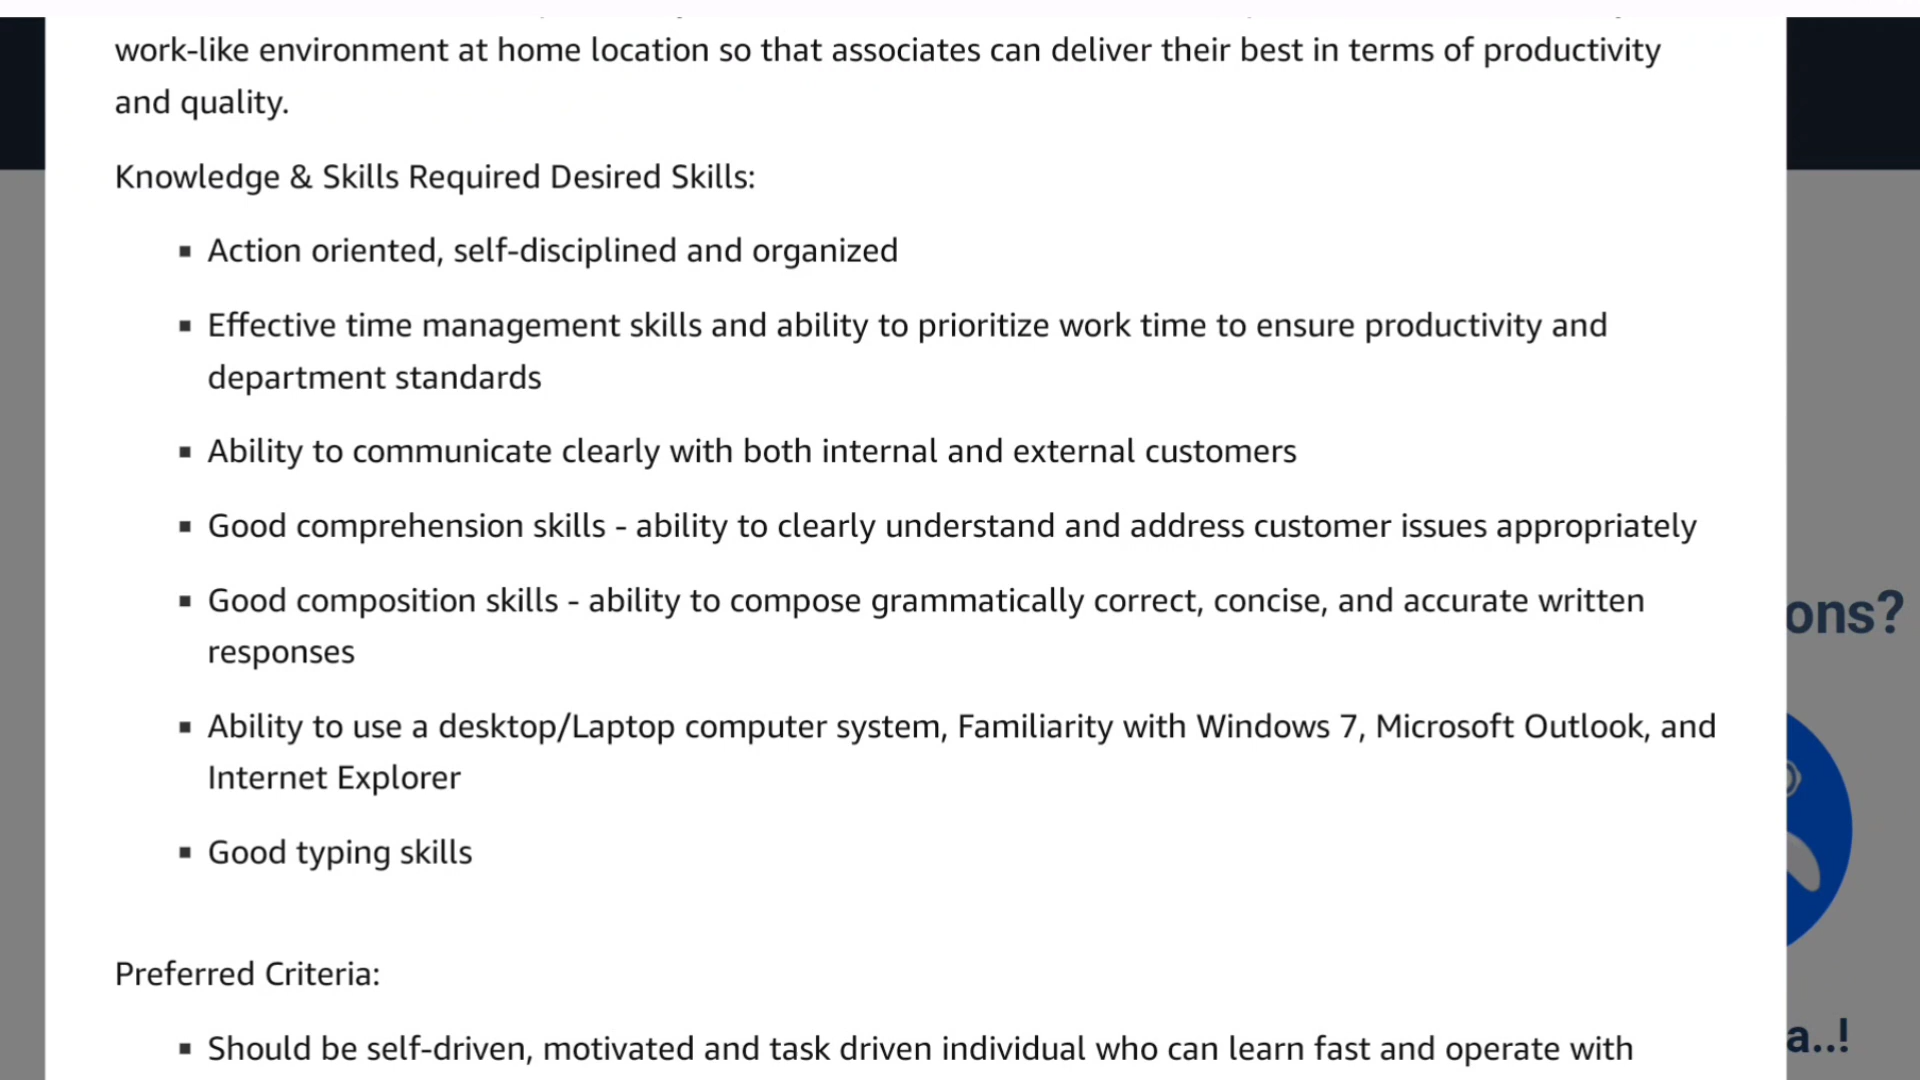 work-like environment at home location so that associates can deliver their best in terms of productivity
and quality.
Knowledge & Skills Required Desired Skills:
▪ Action oriented, self-disciplined and organized
▪ Effective time management skills and ability to prioritize work time to ensure productivity and
department standards
▪ Ability to communicate clearly with both internal and external customers
▪ Good comprehension skills - ability to clearly understand and address customer issues appropriately
▪ Good composition skills - ability to compose grammatically correct, concise, and accurate written
responses
ons?
▪ Ability to use a desktop/Laptop computer system, Familiarity with Windows 7, Microsoft Outlook, and
Internet Explorer
▪ Good typing skills
Preferred Criteria:
▪ Should be self-driven, motivated and task driven individual who can learn fast and operate with
a..!